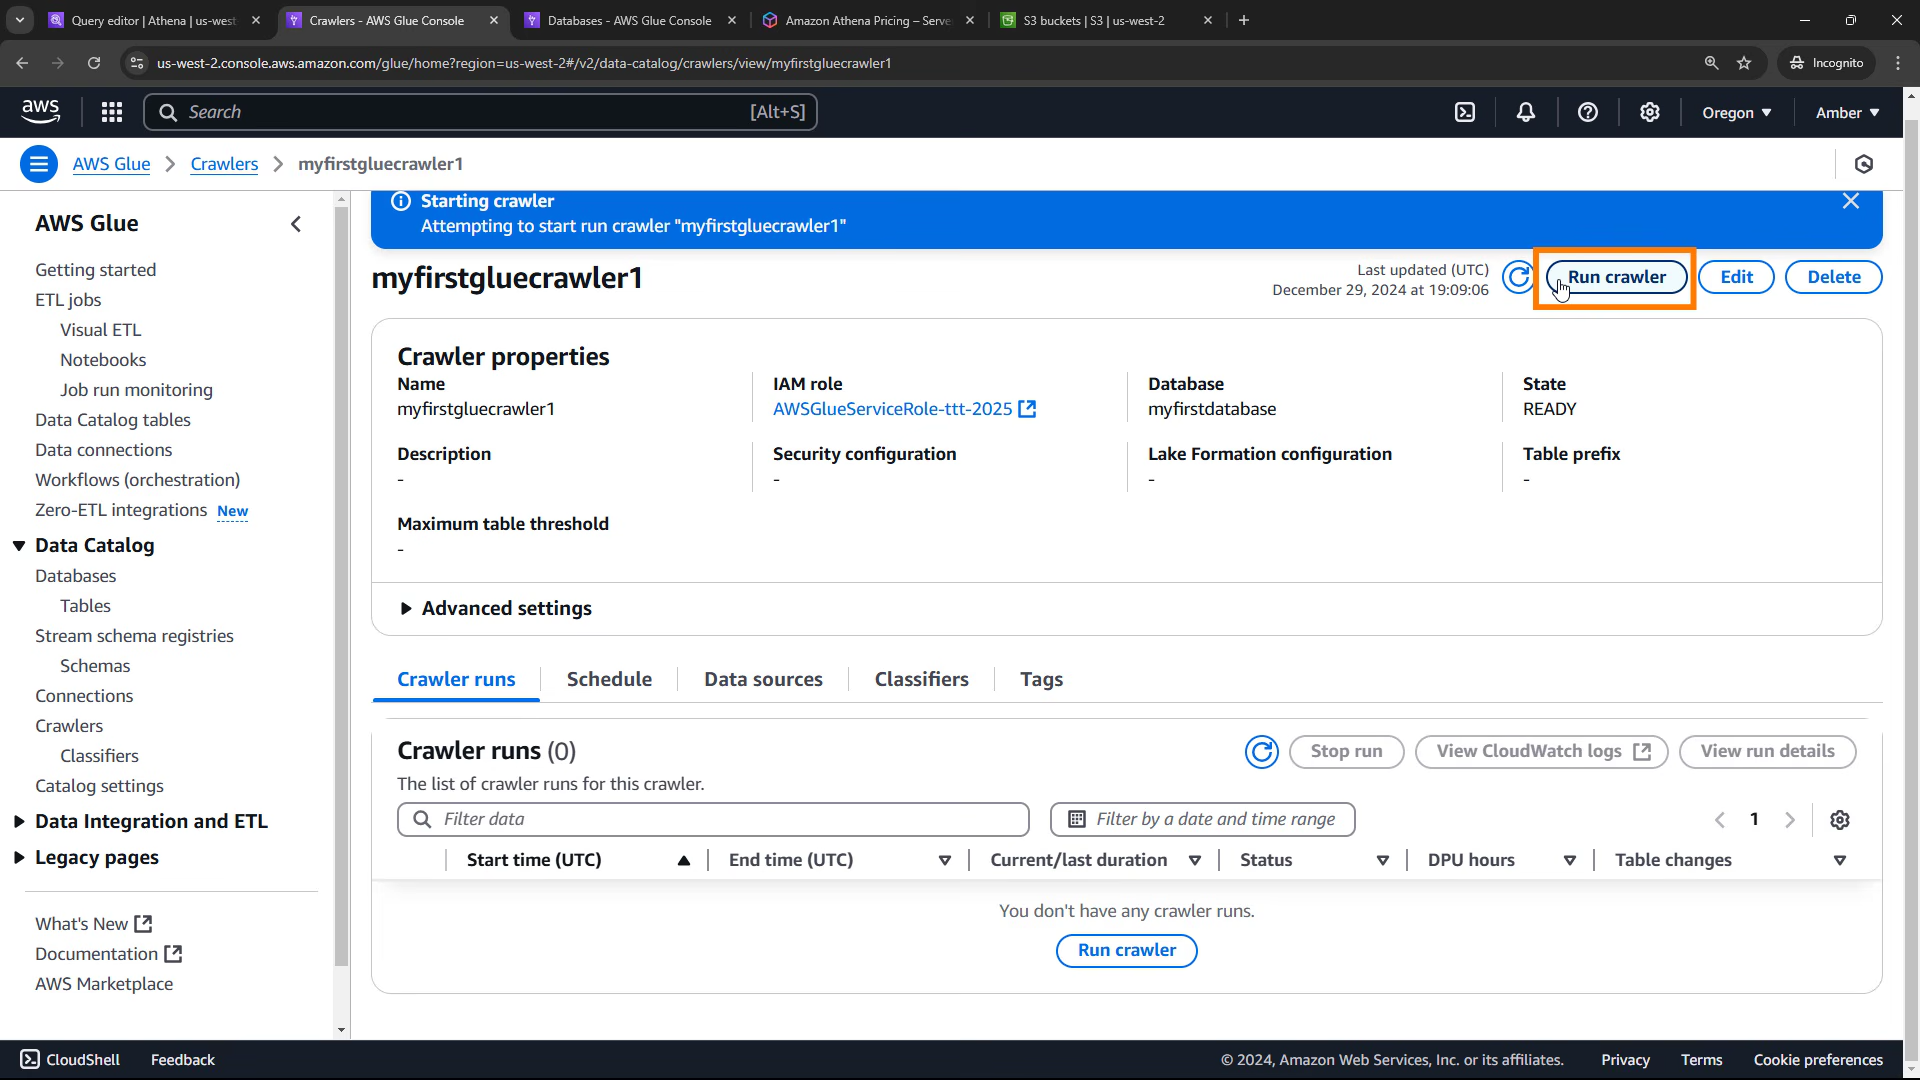 Query editor | Athena | us-west
Crawlers - AWS Glue Console
Databases - AWS Glue Console
Amazon Athena Pricing – Serve
S3 buckets | S3 | us-west-2
us-west-2.console.aws.amazon.com/glue/home?region=us-west-2#/v2/data-catalog/crawlers/view/myfirstgluecrawler1
Incognito
aws
Search
[Alt+S]
Oregon
Amber
AWS Glue
Crawlers
myfirstgluecrawler1
AWS Glue
Getting started
ETL jobs
Visual ETL
Notebooks
Job run monitoring
Data Catalog tables
Data connections
Workflows (orchestration)
Zero-ETL integrations New
Data Catalog
Databases
Tables
Stream schema registries
Schemas
Connections
Crawlers
Classifiers
Catalog settings
Data Integration and ETL
Legacy pages
What's New
Documentation
AWS Marketplace
Starting crawler
Attempting to start run crawler "myfirstgluecrawler1"
myfirstgluecrawler1
Last updated (UTC)
December 29, 2024 at 19:09:06
Run crawler
Edit
Delete
Crawler properties
Name
myfirstgluecrawler1
IAM role
AWSGlueServiceRole-ttt-2025
Database
myfirstdatabase
State
READY
Description
-
Security configuration
-
Lake Formation configuration
-
Table prefix
-
Maximum table threshold
-
Advanced settings
Crawler runs
Schedule
Data sources
Classifiers
Tags
Crawler runs (0)
The list of crawler runs for this crawler.
Stop run
View CloudWatch logs
View run details
Filter data
Filter by a date and time range
1
Start time (UTC)
End time (UTC)
Current/last duration
Status
DPU hours
Table changes
You don't have any crawler runs.
Run crawler
CloudShell
Feedback
© 2024, Amazon Web Services, Inc. or its affiliates.
Privacy
Terms
Cookie preferences